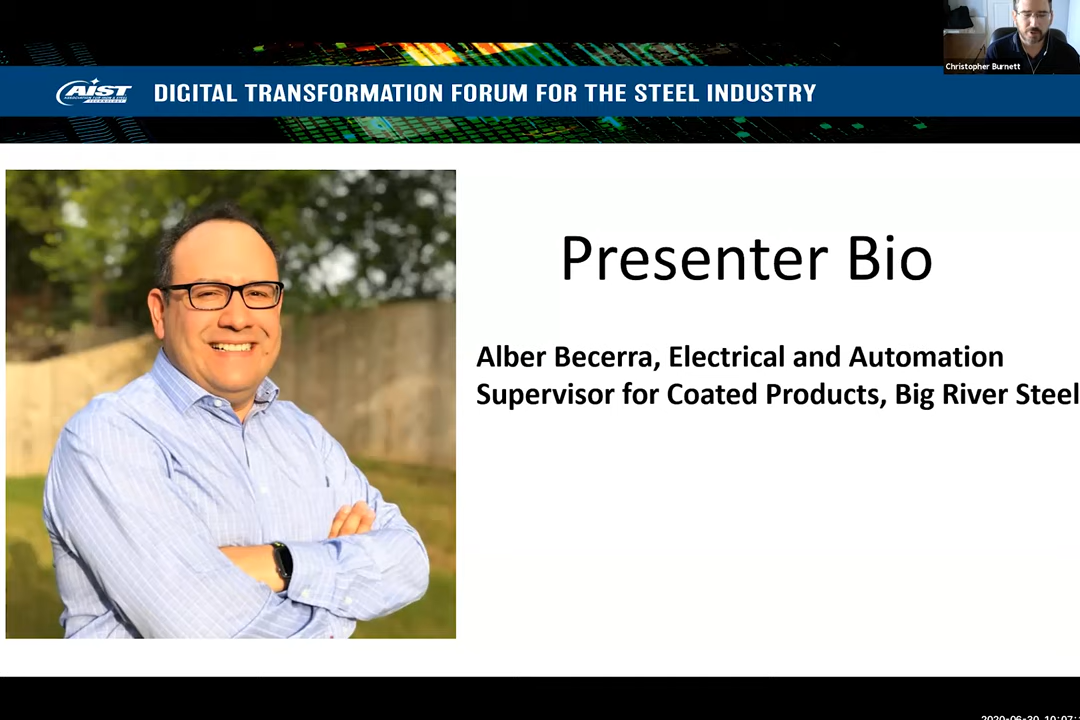 Christopher Burnett
AIST
DIGITAL TRANSFORMATION FORUM FOR THE STEEL INDUSTRY
Presenter Bio
Alber Becerra, Electrical and Automation
Supervisor for Coated Products, Big River Steel